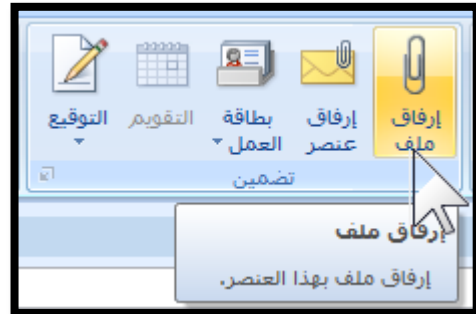 إرفاق ملف
إرفاق عنصر
بطاقة العمل
التقويم
التوقيع
تضمين
إرفاق ملف
إرفاق ملف بهذا العنصر.